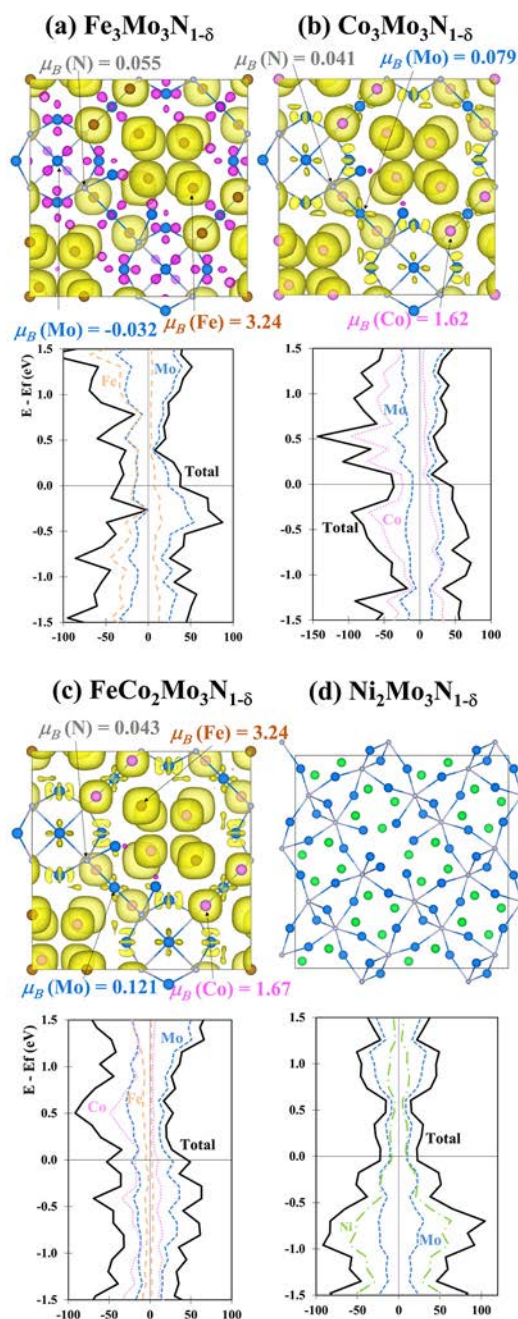 (a) Fe3Mo3N1-δ
μB (N) = 0.055
μB (Mo) = -0.032
μB (Fe) = 3.24
1.5
1.0
0.5
0.0
-0.5
-1.0
-1.5
E - Ef (eV)
Fe
Mo
Total
-100 -50 0 50 100
(b) Co3Mo3N1-δ
μB (N) = 0.041
μB (Mo) = 0.079
μB (Co) = 1.62
1.5
1.0
0.5
0.0
-0.5
-1.0
-1.5
Mo
Total
Co
-150 -100 -50 0 50 100
(c) FeCo2Mo3N1-δ
μB (N) = 0.043
μB (Fe) = 3.24
μB (Mo) = 0.121
μB (Co) = 1.67
1.5
1.0
0.5
0.0
-0.5
-1.0
-1.5
E - Ef (eV)
Mo
Co
Fe
Total
-100 -50 0 50 100
(d) Ni2Mo3N1-δ
1.5
1.0
0.5
0.0
-0.5
-1.0
-1.5
Total
Ni
Mo
-100 -50 0 50 100